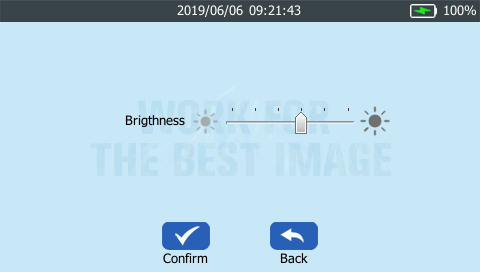 2019/06/06 09:21:43 100%
WORK FOR
Brigthness
THE BEST IMAGE
Confirm Back